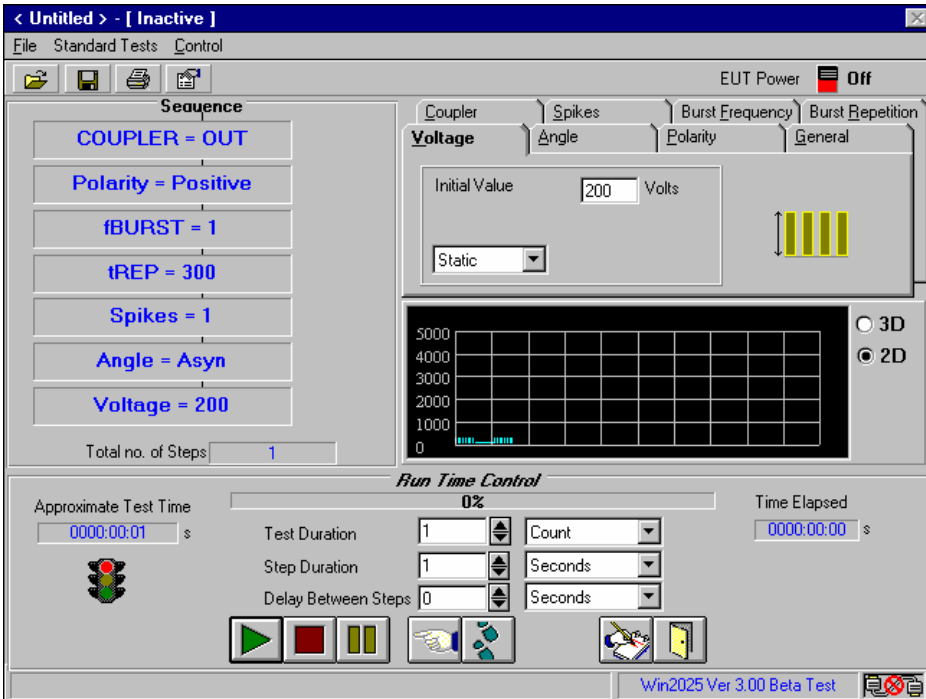 < Untitled > - [ Inactive ]
File Standard Tests Control
EUT Power Off
Sequence
COUPLER = OUT
Polarity = Positive
fBURST = 1
tREP = 300
Spikes = 1
Angle = Asyn
Voltage = 200
Total no. of Steps 1
Coupler Spikes Burst Frequency Burst Repetition
Voltage Angle Polarity General
Initial Value 200 Volts
Static
5000
4000
3000
2000
1000
0
3D
2D
Run Time Control
0%
Approximate Test Time
0000:00:01 s
Test Duration 1 Count
Step Duration 1 Seconds
Delay Between Steps 0 Seconds
Time Elapsed
0000:00:00 s
Win2025 Ver 3.00 Beta Test